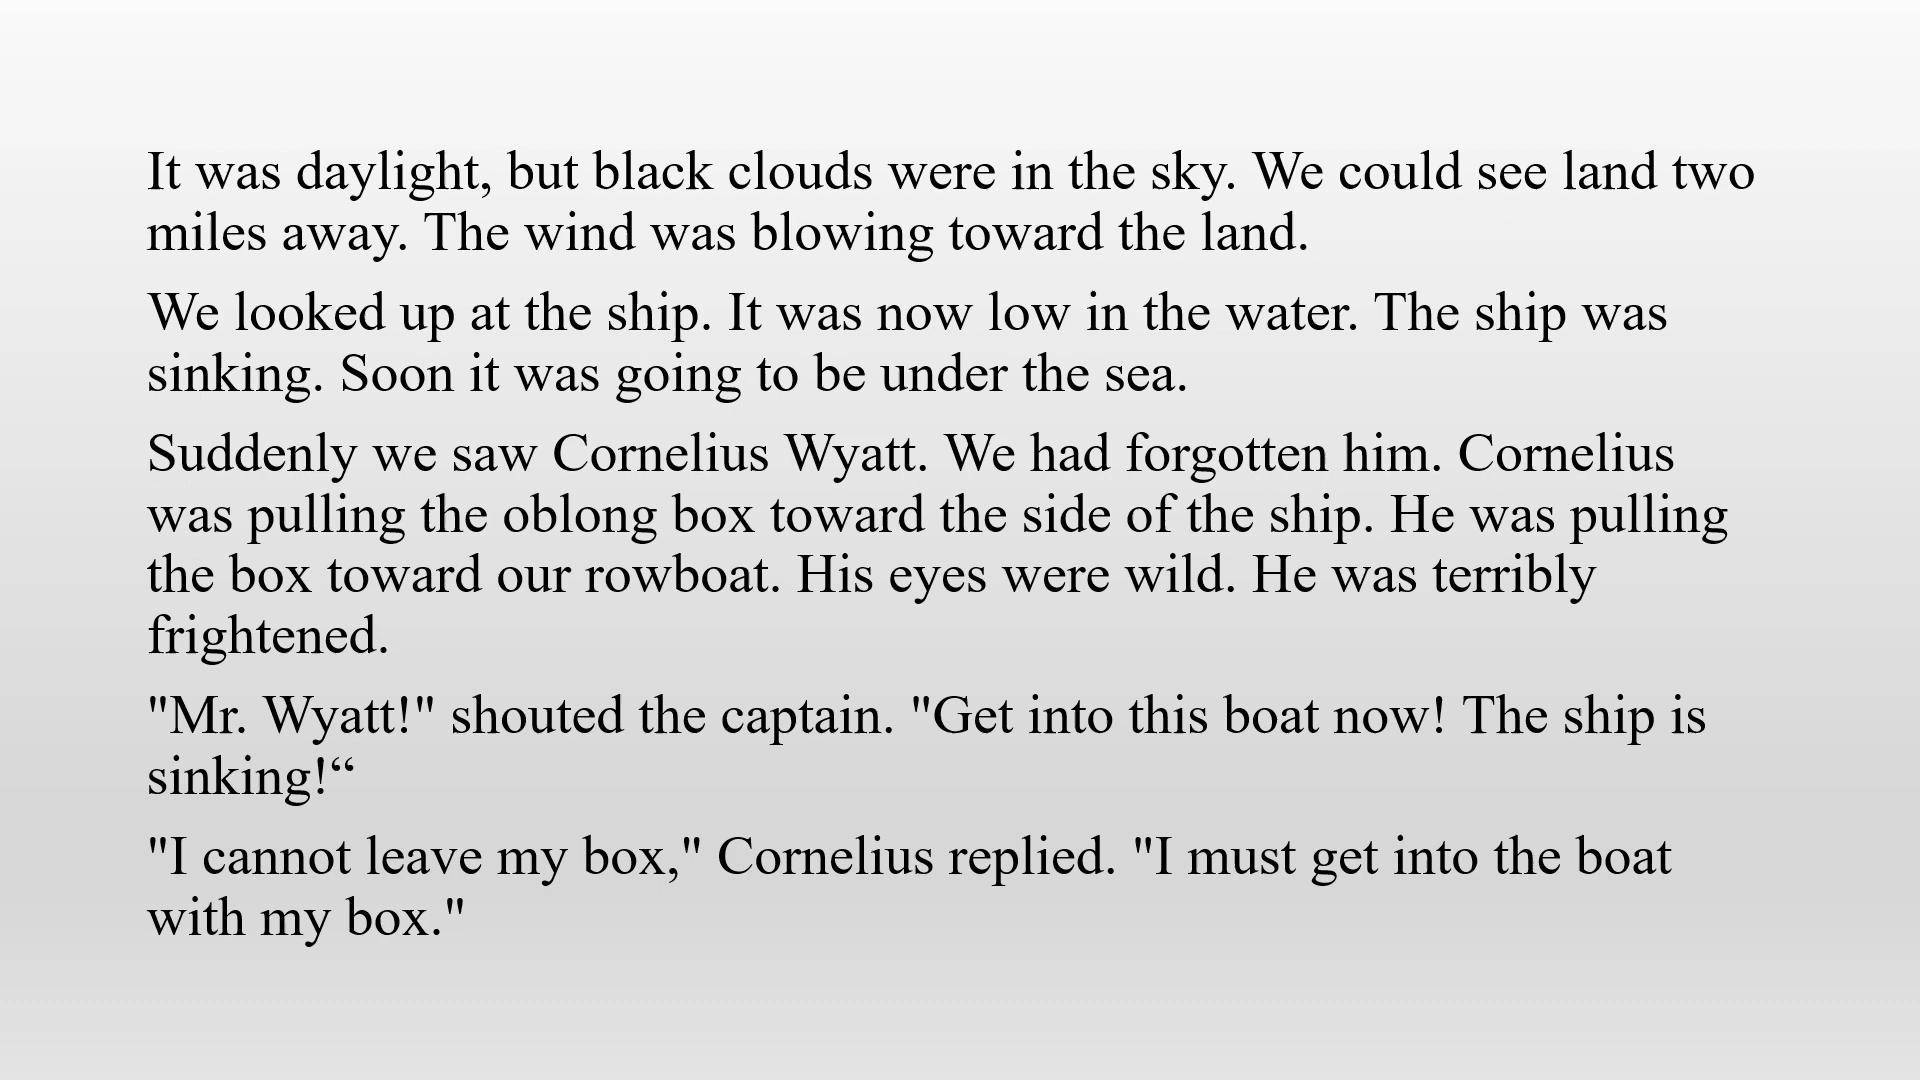 It was daylight, but black clouds were in the sky. We could see land two
miles away. The wind was blowing toward the land.
We looked up at the ship. It was now low in the water. The ship was
sinking. Soon it was going to be under the sea.
Suddenly we saw Cornelius Wyatt. We had forgotten him. Cornelius
was pulling the oblong box toward the side of the ship. He was pulling
the box toward our rowboat. His eyes were wild. He was terribly
frightened.
"Mr. Wyatt!" shouted the captain. "Get into this boat now! The ship is
sinking!“
"I cannot leave my box," Cornelius replied. "I must get into the boat
with my box."